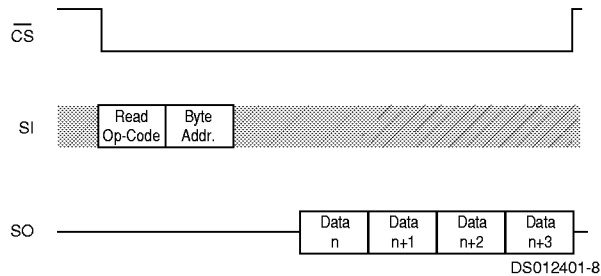 CS
SI
Read
Op-Code
Byte
Addr.
SO
Data
n
Data
n+1
Data
n+2
Data
n+3
DS012401-8